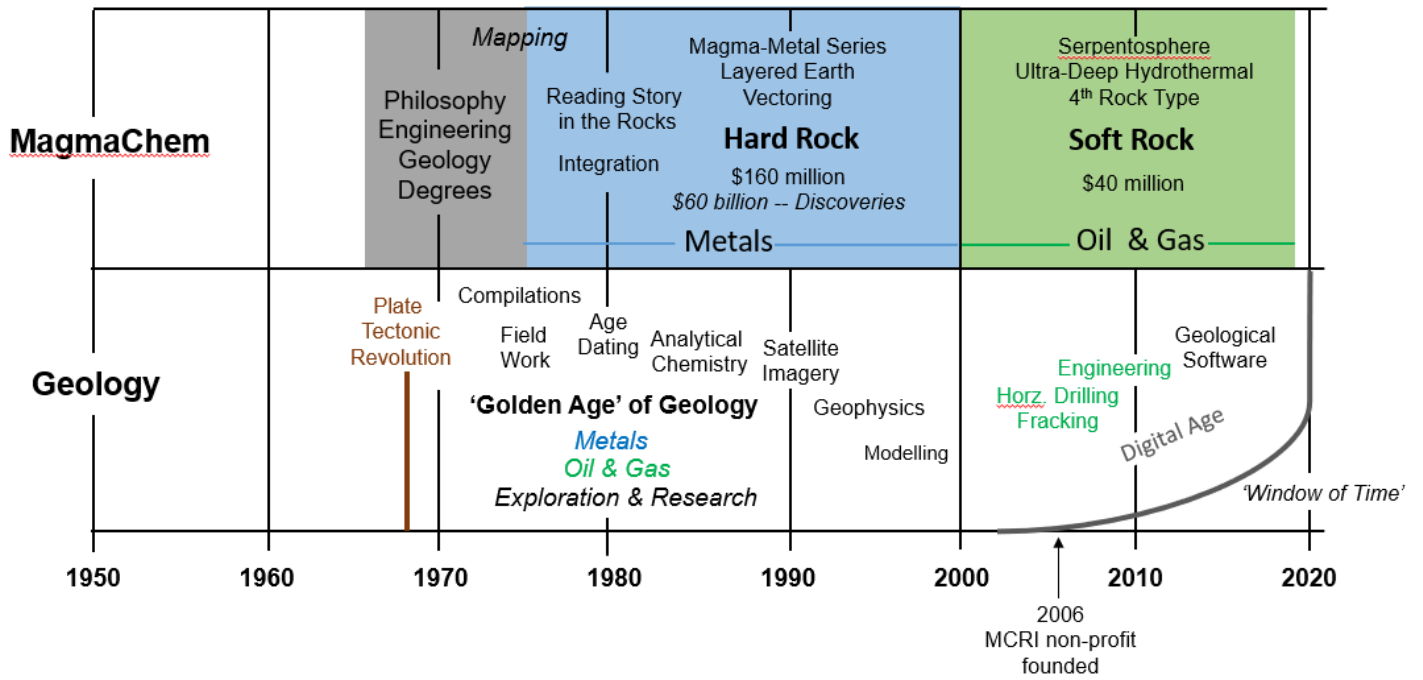 Mapping
Philosophy
Engineering
Geology
Degrees
Reading Story
in the Rocks
Integration
Magma-Metal Series
Layered Earth
Vectoring
Hard Rock
$160 million
$60 billion -- Discoveries
Metals
Serpentosphere
Ultra-Deep Hydrothermal
4th Rock Type
Soft Rock
$40 million
Oil & Gas
MagmaChem
Geology
Plate
Tectonic
Revolution
Compilations
Field
Work
Age
Dating
Analytical
Chemistry
Satellite
Imagery
Geophysics
Modelling
'Golden Age' of Geology
Metals
Oil & Gas
Exploration & Research
Geological
Software
Engineering
Horz. Drilling
Fracking
Digital Age
'Window of Time'
1950 1960 1970 1980 1990 2000 2010 2020
2006
MCRI non-profit
founded